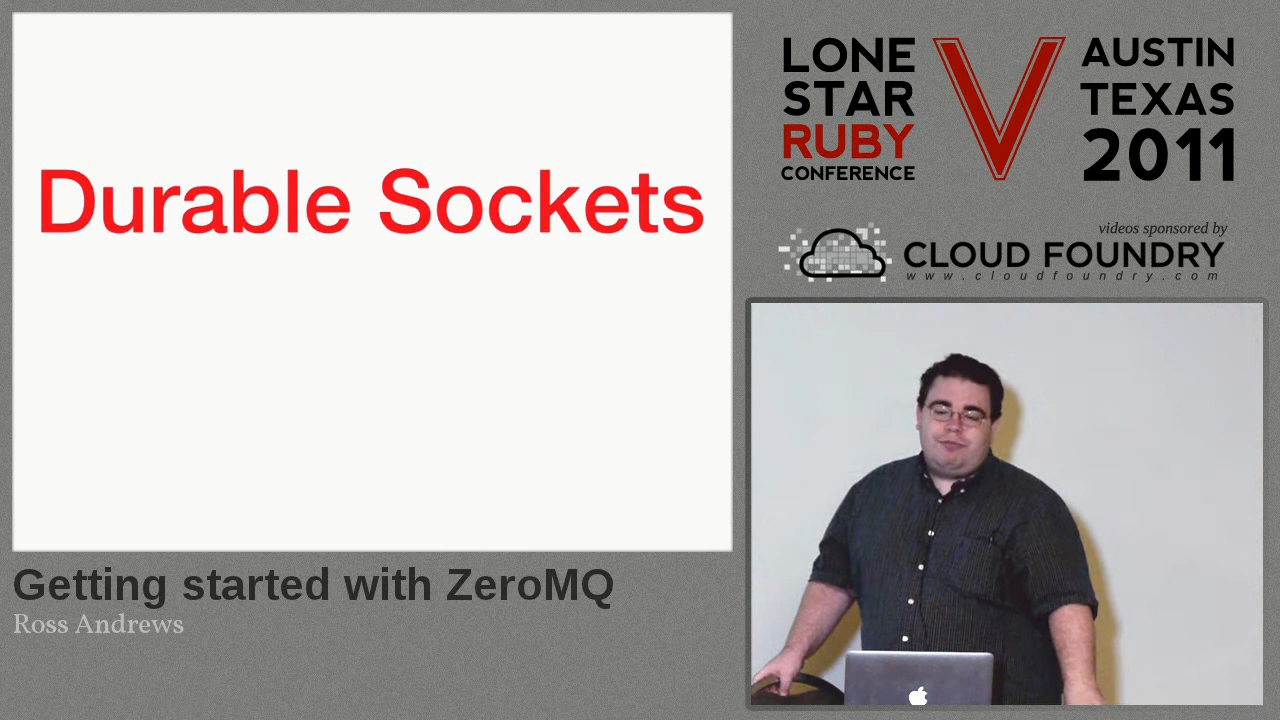 Durable Sockets
Getting started with ZeroMQ
Ross Andrews
LONE
STAR
RUBY
CONFERENCE
V
AUSTIN
TEXAS
2011
videos sponsored by
CLOUD FOUNDRY
www.cloudfoundry.com